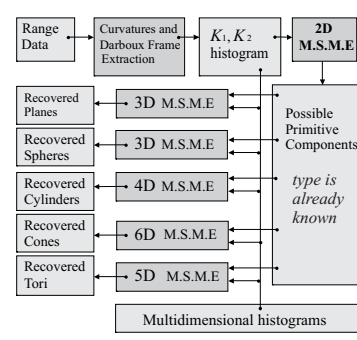 Range
Data
Curvatures and
Darboux Frame
Extraction
K1, K2
histogram
2D
M.S.M.E
Recovered
Planes
3D M.S.M.E
Possible
Primitive
Components
type is
already
known
Recovered
Spheres
3D M.S.M.E
Recovered
Cylinders
4D M.S.M.E
Recovered
Cones
6D M.S.M.E
Recovered
Tori
5D M.S.M.E
Multidimensional histograms